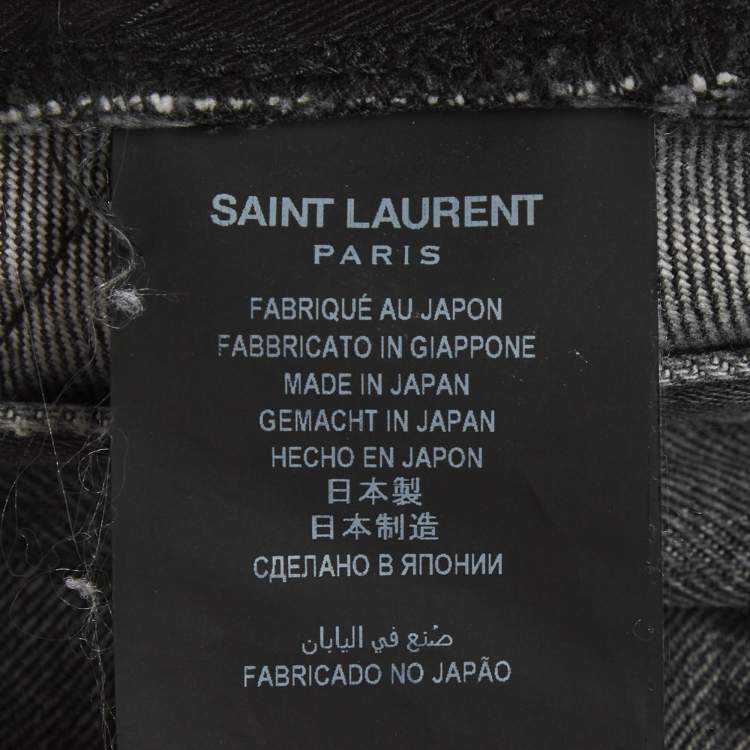 SAINT LAURENT
PARIS
FABRIQUÉ AU JAPON
FABBRICATO IN GIAPPONE
MADE IN JAPAN
GEMACHT IN JAPAN
HECHO EN JAPON
日本製
日本制造
СДЕЛАНО В ЯПОНИИ
صُنع في اليابان
FABRICADO NO JAPÃO